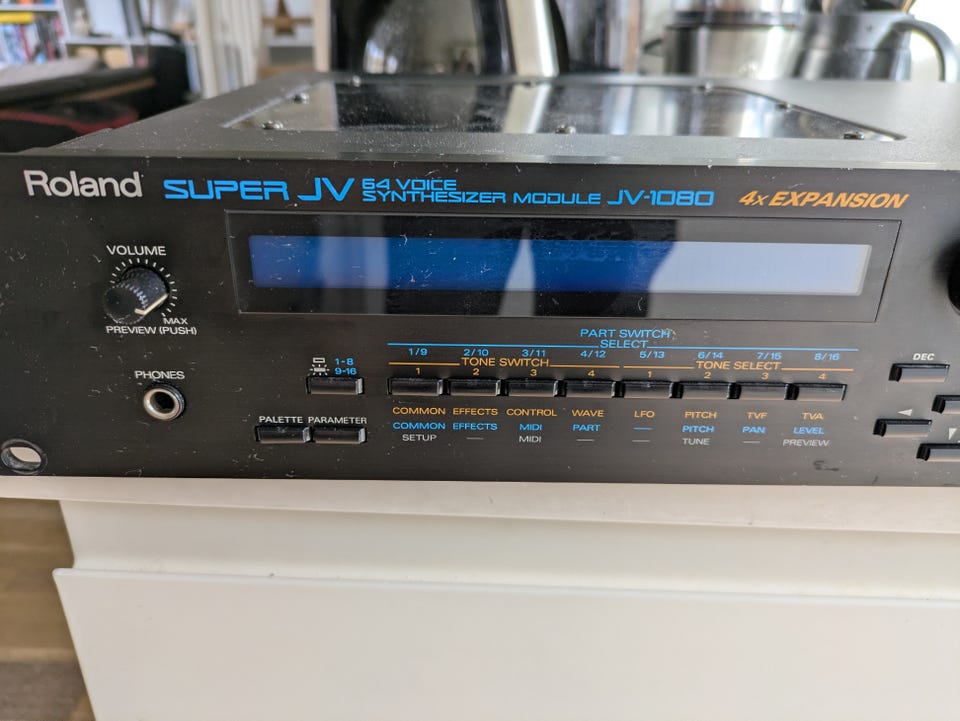 Roland SUPER JV 64 VOICE SYNTHESIZER MODULE JV-1080 4x EXPANSION
VOLUME
MAX
PREVIEW (PUSH)
PHONES
PART SWITCH
SELECT
1/9 2/10 3/11 4/12 5/13 6/14 7/15 8/16
TONE SWITCH TONE SELECT
1 2 3 4 1 2 3 4
1-8
9-16
DEC
PALETTE PARAMETER
COMMON EFFECTS CONTROL WAVE LFO PITCH TVF TVA
COMMON EFFECTS MIDI PART — PITCH PAN LEVEL
SETUP — MIDI — — TUNE — PREVIEW